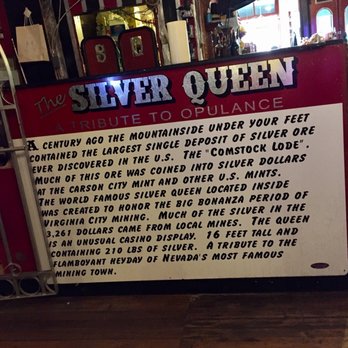 80
The SILVER QUEEN
A TRIBUTE TO OPULANCE
A CENTURY AGO THE MOUNTAINSIDE UNDER YOUR FEET
CONTAINED THE LARGEST SINGLE DEPOSIT OF SILVER ORE
EVER DISCOVERED IN THE U.S. THE "COMSTOCK LODE".
MUCH OF THIS ORE WAS COINED INTO SILVER DOLLARS
AT THE CARSON CITY MINT AND OTHER U.S. MINTS.
THE WORLD FAMOUS SILVER QUEEN LOCATED INSIDE
WAS CREATED TO HONOR THE BIG BONANZA PERIOD OF
VIRGINIA CITY MINING. MUCH OF THE SILVER IN THE
3,261 DOLLARS CAME FROM LOCAL MINES. THE QUEEN
IS AN UNUSUAL CASINO DISPLAY. 16 FEET TALL AND
CONTAINING 210 LBS OF SILVER. A TRIBUTE TO THE
FLAMBOYANT HEYDAY OF NEVADA'S MOST FAMOUS
MINING TOWN.